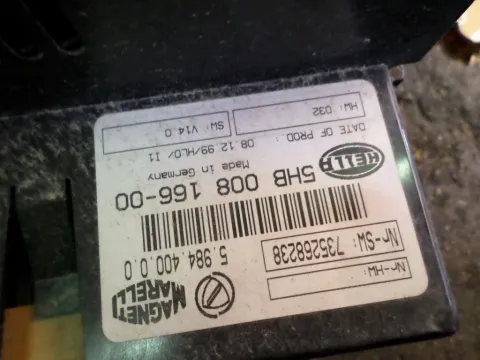 Nr-HW:
Nr-SW: 735268238
MAGNETI
MARELLI
5.984 400.0.0
5HB 008 166-00
HELLA
Made in Germany
08.12.99/HLO/ I1
DATE OF PROD
SW: V14.0
HW: 032